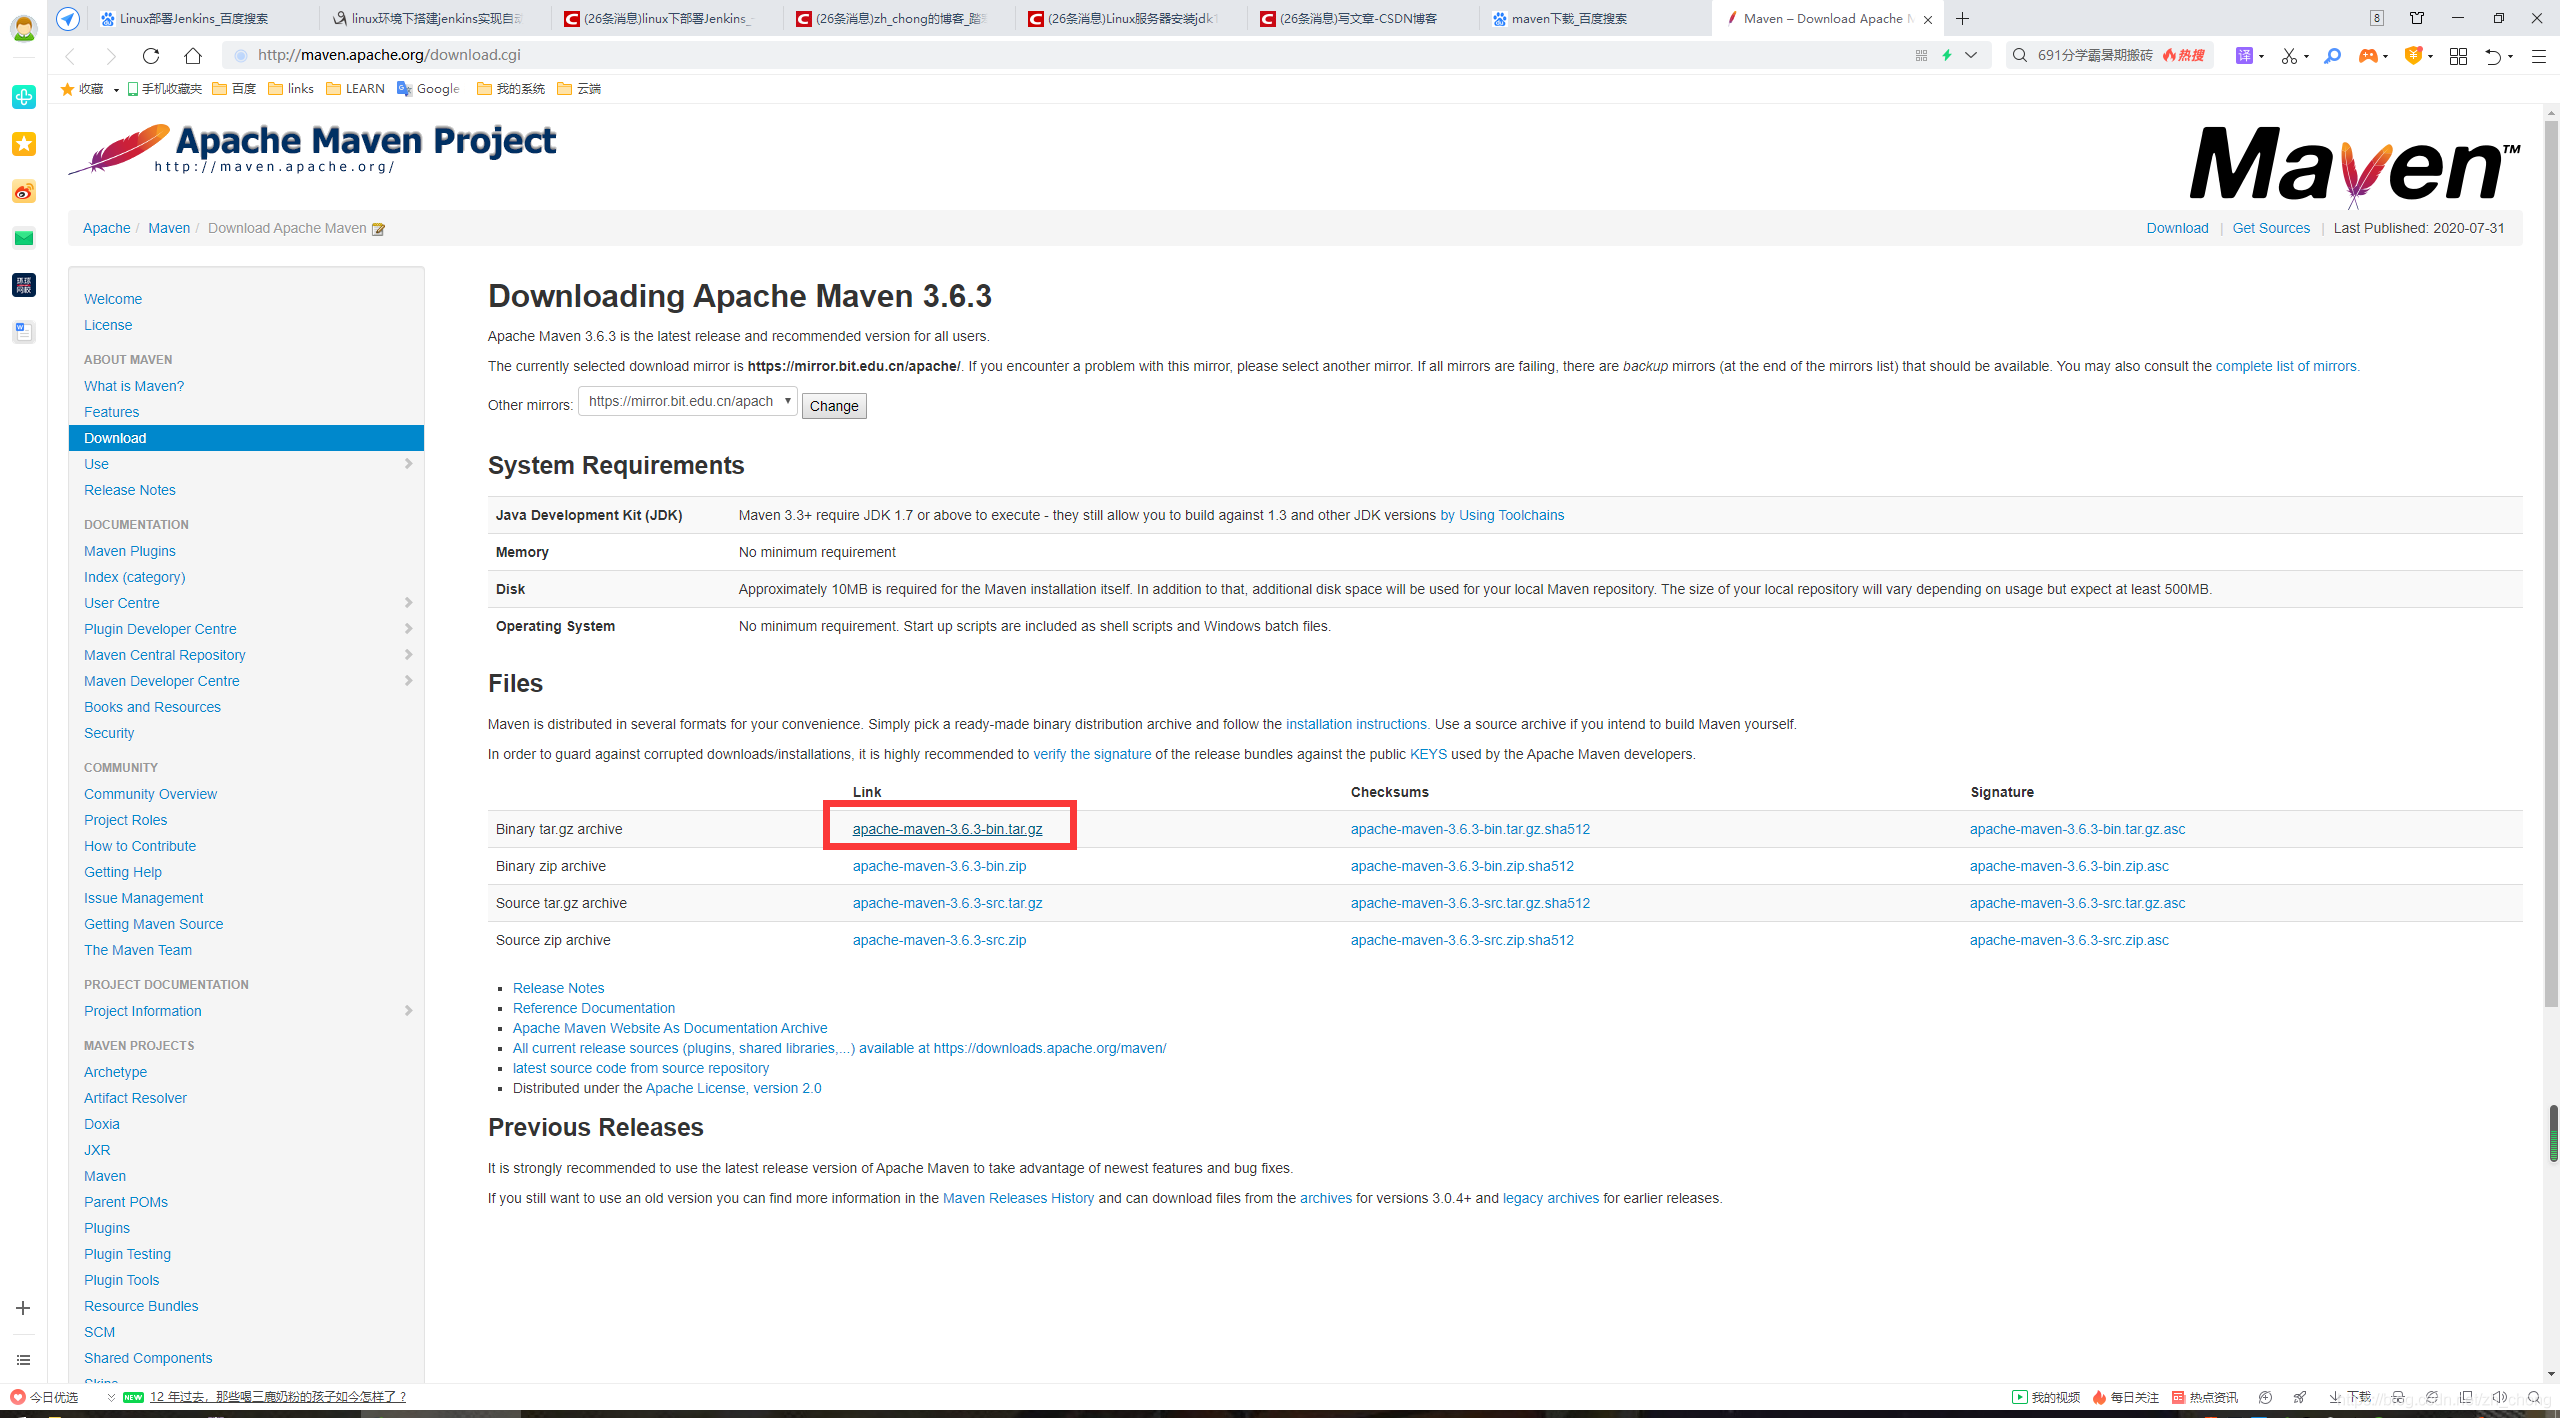 Linux部署Jenkins_百度搜索
linux环境下搭建jenkins实现自动
(26条消息)linux下部署Jenkins_
(26条消息)zh_chong的博客_踏
(26条消息)Linux服务器安装jdk1
(26条消息)写文章-CSDN博客
maven下载_百度搜索
Maven – Download Apache M
8
http://maven.apache.org/download.cgi
691分学霸暑期搬砖
热搜
译
收藏
手机收藏夹
百度
links
LEARN
Google
我的系统
云端
Apache Maven Project
http://maven.apache.org/
Maven™
Apache / Maven / Download Apache Maven
Download | Get Sources | Last Published: 2020-07-31
Welcome
License
ABOUT MAVEN
What is Maven?
Features
Download
Use
Release Notes
DOCUMENTATION
Maven Plugins
Index (category)
User Centre
Plugin Developer Centre
Maven Central Repository
Maven Developer Centre
Books and Resources
Security
COMMUNITY
Community Overview
Project Roles
How to Contribute
Getting Help
Issue Management
Getting Maven Source
The Maven Team
PROJECT DOCUMENTATION
Project Information
MAVEN PROJECTS
Archetype
Artifact Resolver
Doxia
JXR
Maven
Parent POMs
Plugins
Plugin Testing
Plugin Tools
Resource Bundles
SCM
Shared Components
Skins
Downloading Apache Maven 3.6.3
Apache Maven 3.6.3 is the latest release and recommended version for all users.
The currently selected download mirror is https://mirror.bit.edu.cn/apache/. If you encounter a problem with this mirror, please select another mirror. If all mirrors are failing, there are backup mirrors (at the end of the mirrors list) that should be available. You may also consult the complete list of mirrors.
Other mirrors: https://mirror.bit.edu.cn/apach Change
System Requirements
Java Development Kit (JDK) Maven 3.3+ require JDK 1.7 or above to execute - they still allow you to build against 1.3 and other JDK versions by Using Toolchains
Memory No minimum requirement
Disk Approximately 10MB is required for the Maven installation itself. In addition to that, additional disk space will be used for your local Maven repository. The size of your local repository will vary depending on usage but expect at least 500MB.
Operating System No minimum requirement. Start up scripts are included as shell scripts and Windows batch files.
Files
Maven is distributed in several formats for your convenience. Simply pick a ready-made binary distribution archive and follow the installation instructions. Use a source archive if you intend to build Maven yourself.
In order to guard against corrupted downloads/installations, it is highly recommended to verify the signature of the release bundles against the public KEYS used by the Apache Maven developers.
Link Checksums Signature
Binary tar.gz archive apache-maven-3.6.3-bin.tar.gz apache-maven-3.6.3-bin.tar.gz.sha512 apache-maven-3.6.3-bin.tar.gz.asc
Binary zip archive apache-maven-3.6.3-bin.zip apache-maven-3.6.3-bin.zip.sha512 apache-maven-3.6.3-bin.zip.asc
Source tar.gz archive apache-maven-3.6.3-src.tar.gz apache-maven-3.6.3-src.tar.gz.sha512 apache-maven-3.6.3-src.tar.gz.asc
Source zip archive apache-maven-3.6.3-src.zip apache-maven-3.6.3-src.zip.sha512 apache-maven-3.6.3-src.zip.asc
Release Notes
Reference Documentation
Apache Maven Website As Documentation Archive
All current release sources (plugins, shared libraries,...) available at https://downloads.apache.org/maven/
latest source code from source repository
Distributed under the Apache License, version 2.0
Previous Releases
It is strongly recommended to use the latest release version of Apache Maven to take advantage of newest features and bug fixes.
If you still want to use an old version you can find more information in the Maven Releases History and can download files from the archives for versions 3.0.4+ and legacy archives for earlier releases.
今日优选
NEW
12 年过去，那些喝三鹿奶粉的孩子如今怎样了？
我的视频
每日关注
热点资讯
下载